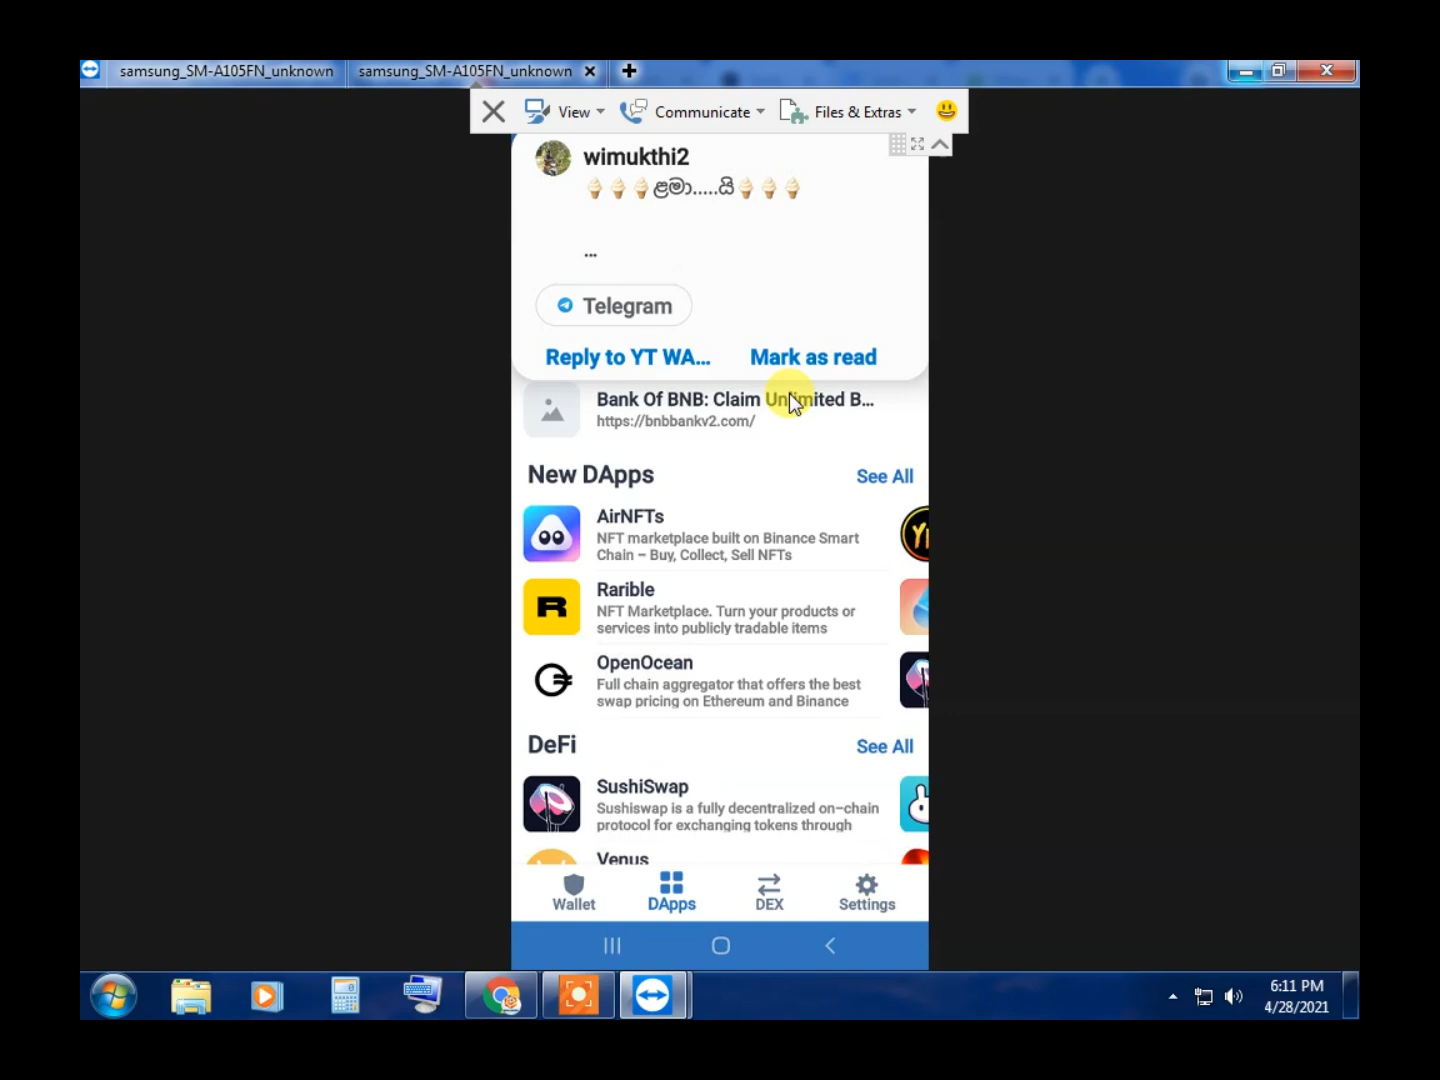 samsung_SM-A105FN_unknown
samsung_SM-A105FN_unknown
View
Communicate
Files & Extras
wimukthi2
🍦🍦🍦ළමා.....යි🍦🍦🍦
...
Telegram
Reply to YT WA...
Mark as read
Bank Of BNB: Claim Unlimited B...
https://bnbbankv2.com/
New DApps
See All
AirNFTs
NFT marketplace built on Binance Smart
Chain – Buy, Collect, Sell NFTs
Rarible
NFT Marketplace. Turn your products or
services into publicly tradable items
OpenOcean
Full chain aggregator that offers the best
swap pricing on Ethereum and Binance
DeFi
See All
SushiSwap
Sushiswap is a fully decentralized on-chain
protocol for exchanging tokens through
Venus
Wallet
DApps
DEX
Settings
6:11 PM
4/28/2021